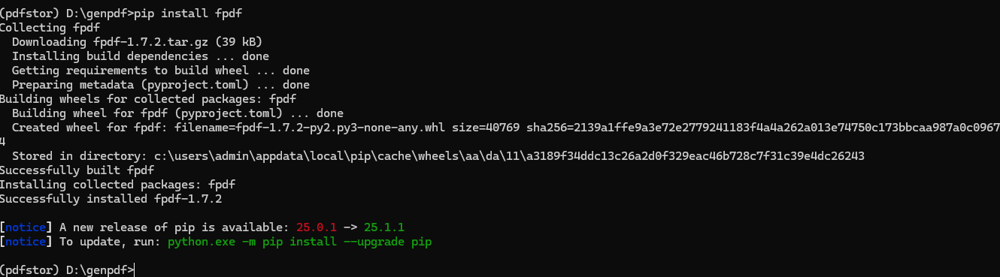 (pdfstor) D:\genpdf>pip install fpdf
Collecting fpdf
  Downloading fpdf-1.7.2.tar.gz (39 kB)
  Installing build dependencies ... done
  Getting requirements to build wheel ... done
  Preparing metadata (pyproject.toml) ... done
Building wheels for collected packages: fpdf
  Building wheel for fpdf (pyproject.toml) ... done
  Created wheel for fpdf: filename=fpdf-1.7.2-py2.py3-none-any.whl size=40769 sha256=2139a1ffe9a3e72e2779241183f4a4a262a013e74750c173bbcaa987a0c0967
4
  Stored in directory: c:\users\admin\appdata\local\pip\cache\wheels\aa\da\11\a3189f34ddc13c26a2d0f329eac46b728c7f31c39e4dc26243
Successfully built fpdf
Installing collected packages: fpdf
Successfully installed fpdf-1.7.2
[notice] A new release of pip is available: 25.0.1 -> 25.1.1
[notice] To update, run: python.exe -m pip install --upgrade pip
(pdfstor) D:\genpdf>